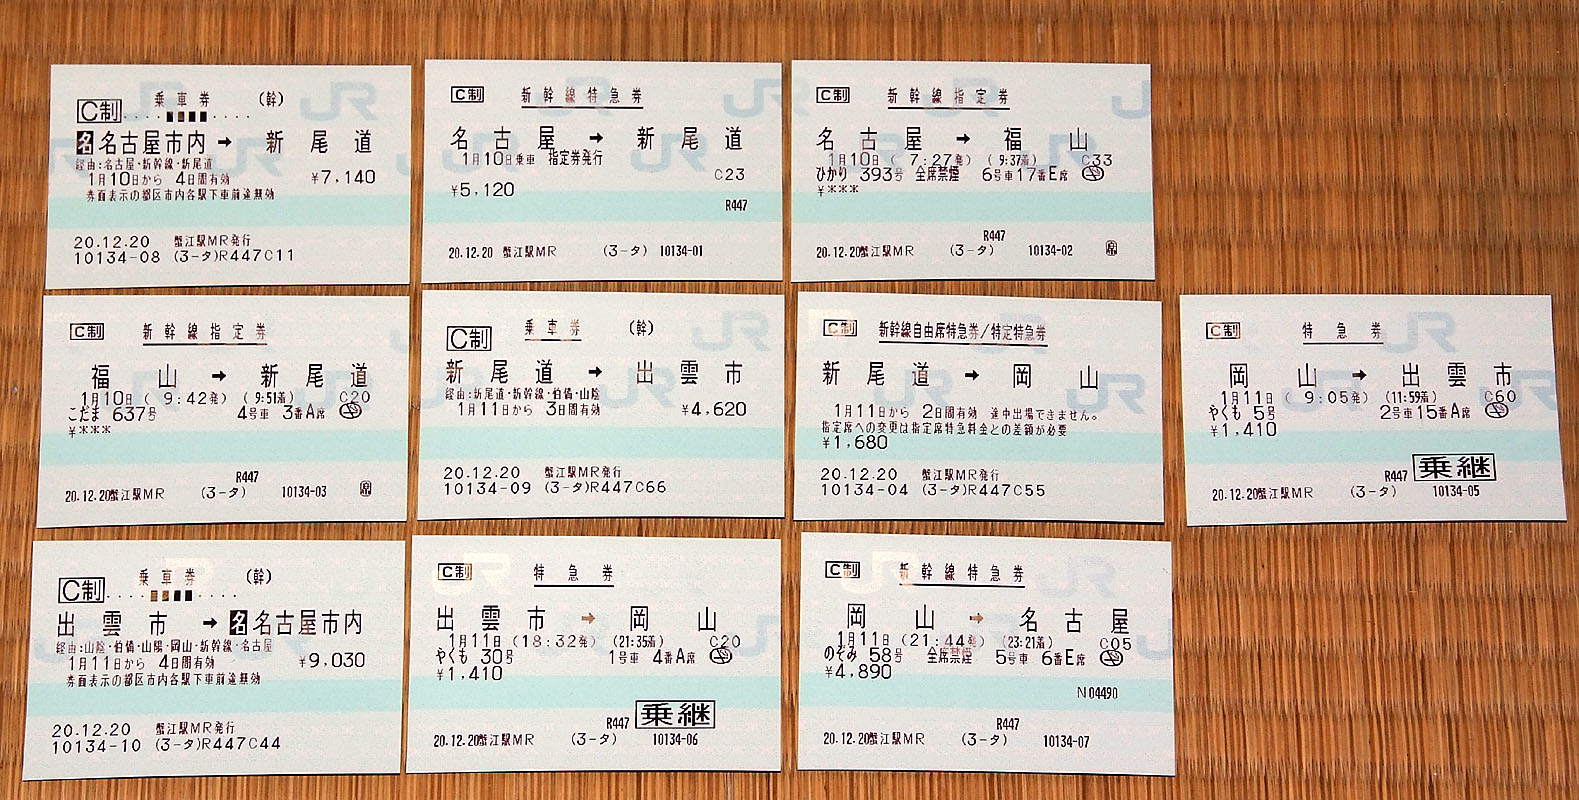 乗車券 (幹)
C制
名 名古屋市内 → 新尾道
経由:名古屋・新幹線・新尾道
1月10日から 4日間有効 ¥7,140
券面表示の都区市内各駅下車前途無効
20.12.20 蟹江駅MR発行
10134-08 (3-タ)R447C11
C制 新幹線特急券
名古屋 → 新尾道
1月10日乗車 指定券発行
C23
¥5,120
R447
20.12.20 蟹江駅MR (3-タ) 10134-01
C制 新幹線指定券
名古屋 → 福山
1月10日 (7:27発) (9:37着) C33
ひかり 393号 全席禁煙 6号車17番E席
¥***
R447
20.12.20蟹江駅MR (3-タ) 10134-02
C制 新幹線指定券
福山 → 新尾道
1月10日 (9:42発) (9:51着) C20
こだま 637号 4号車 3番A席
¥***
R447
20.12.20蟹江駅MR (3-タ) 10134-03
乗車券 (幹)
C制
新尾道 → 出雲市
経由:新尾道・新幹線・伯備・山陰
1月11日から 3日間有効 ¥4,620
20.12.20 蟹江駅MR発行
10134-09 (3-タ)R447C66
C制 新幹線自由席特急券/特定特急券
新尾道 → 岡山
1月11日から 2日間有効 途中出場できません。
指定席への変更は指定席特急料金との差額が必要
¥1,680
20.12.20 蟹江駅MR発行
10134-04 (3-タ)R447C55
C制 特急券
岡山 → 出雲市
1月11日 (9:05発) (11:59着) C60
やくも 5号 2号車15番A席
¥1,410
R447 乗継
20.12.20蟹江駅MR (3-タ) 10134-05
乗車券 (幹)
C制
出雲市 → 名 名古屋市内
経由:山陰・伯備・山陽・岡山・新幹線・名古屋
1月11日から 4日間有効 ¥9,030
券面表示の都区市内各駅下車前途無効
20.12.20 蟹江駅MR発行
10134-10 (3-タ)R447C44
C制 特急券
出雲市 → 岡山
1月11日 (18:32発) (21:35着) C20
やくも 30号 1号車 4番A席
¥1,410
R447 乗継
20.12.20蟹江駅MR (3-タ) 10134-06
C制 新幹線特急券
岡山 → 名古屋
1月11日 (21:44発) (23:21着) C05
のぞみ 58号 全席禁煙 5号車 6番E席
¥4,890
N04490
R447
20.12.20蟹江駅MR (3-タ) 10134-07